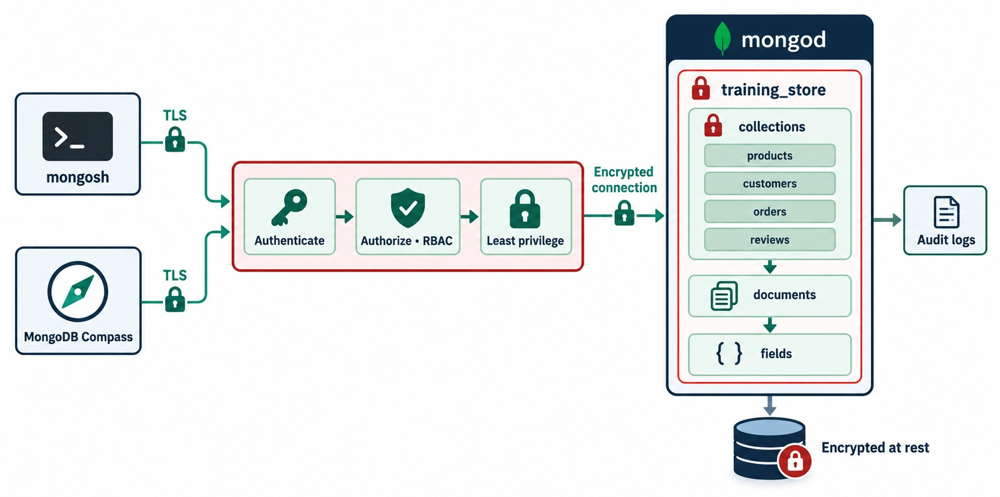 mongosh
TLS
MongoDB Compass
TLS
Authenticate
Authorize • RBAC
Least privilege
Encrypted
connection
mongod
training_store
collections
products
customers
orders
reviews
documents
{ } fields
Audit logs
Encrypted at rest